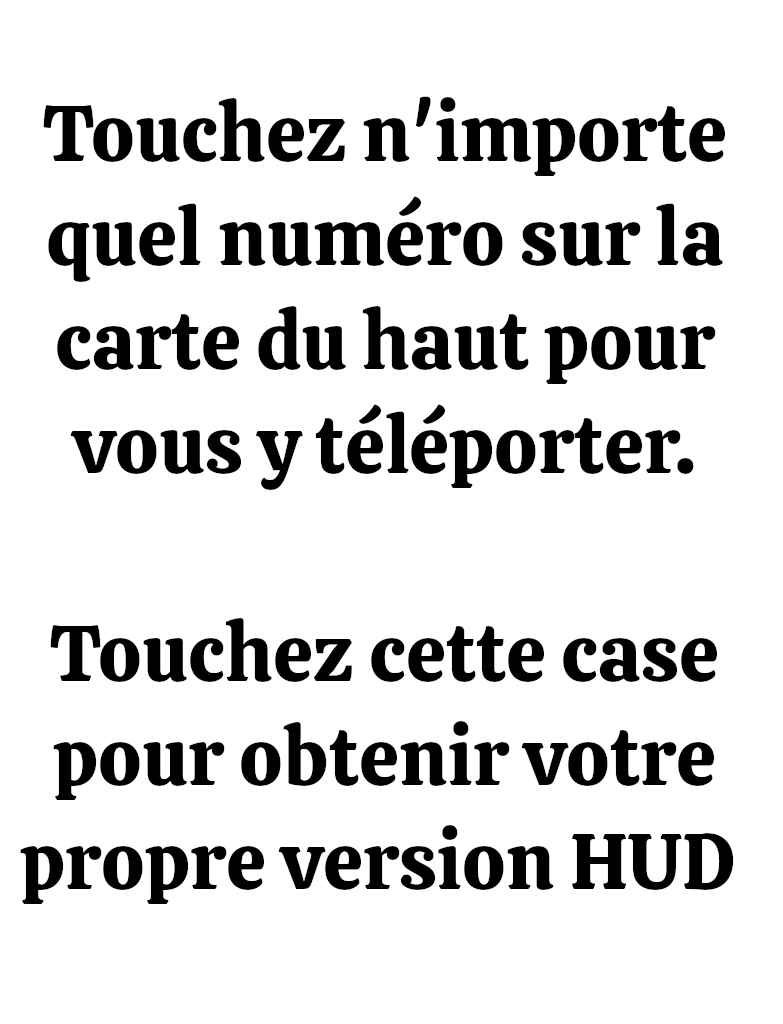 Touchez n'importe
quel numéro sur la
carte du haut pour
vous y téléporter.
Touchez cette case
pour obtenir votre
propre version HUD